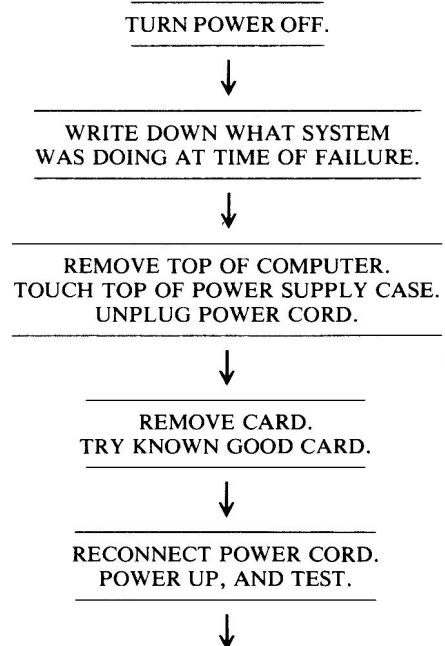 TURN POWER OFF.
WRITE DOWN WHAT SYSTEM
WAS DOING AT TIME OF FAILURE.
REMOVE TOP OF COMPUTER.
TOUCH TOP OF POWER SUPPLY CASE.
UNPLUG POWER CORD.
REMOVE CARD.
TRY KNOWN GOOD CARD.
RECONNECT POWER CORD.
POWER UP, AND TEST.